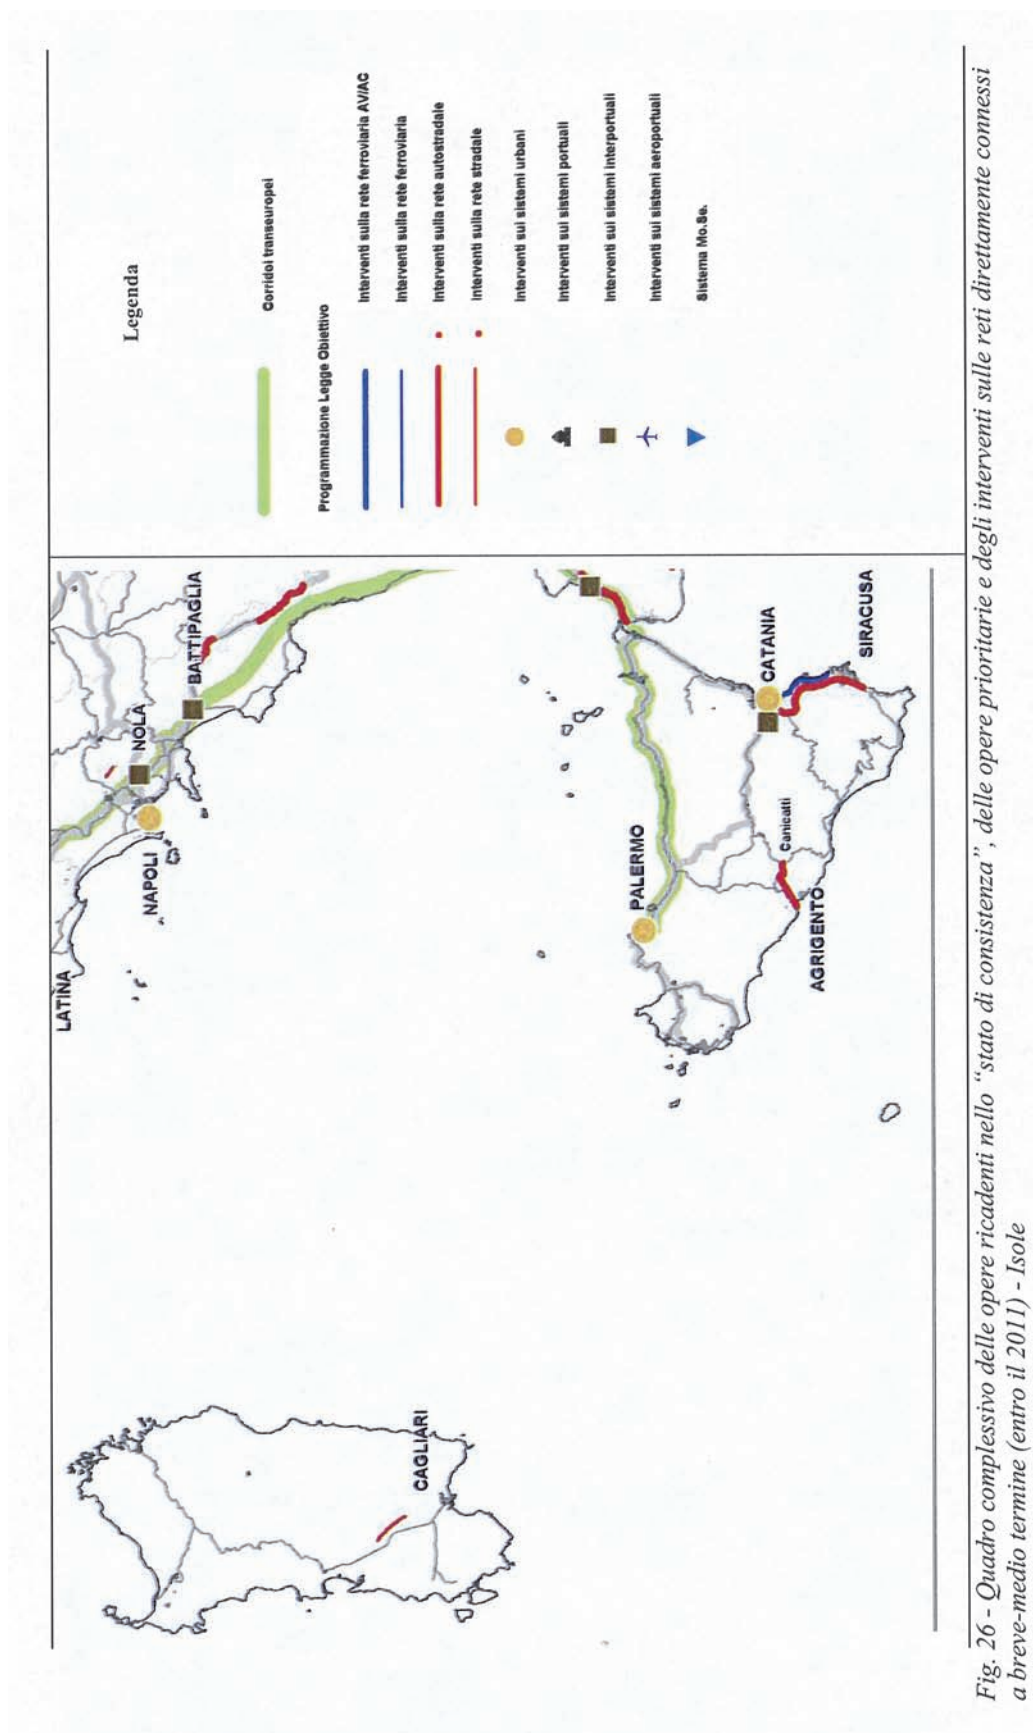 LATINA
NAPOLI
NOLA
BATTIPAGLIA
CAGLIARI
PALERMO
AGRIGENTO
Canicattì
CATANIA
SIRACUSA
Legenda
Corridoi transeuropei
Programmazione Legge Obiettivo
Interventi sulla rete ferroviaria AV/AC
Interventi sulla rete ferroviaria
Interventi sulla rete autostradale
Interventi sulla rete stradale
Interventi sui sistemi urbani
Interventi sui sistemi portuali
Interventi sui sistemi interportuali
Interventi sui sistemi aeroportuali
Sistema Mo.Se.
Fig. 26 - Quadro complessivo delle opere ricadenti nello “stato di consistenza”, delle opere prioritarie e degli interventi sulle reti direttamente connessi
a breve-medio termine (entro il 2011) - Isole